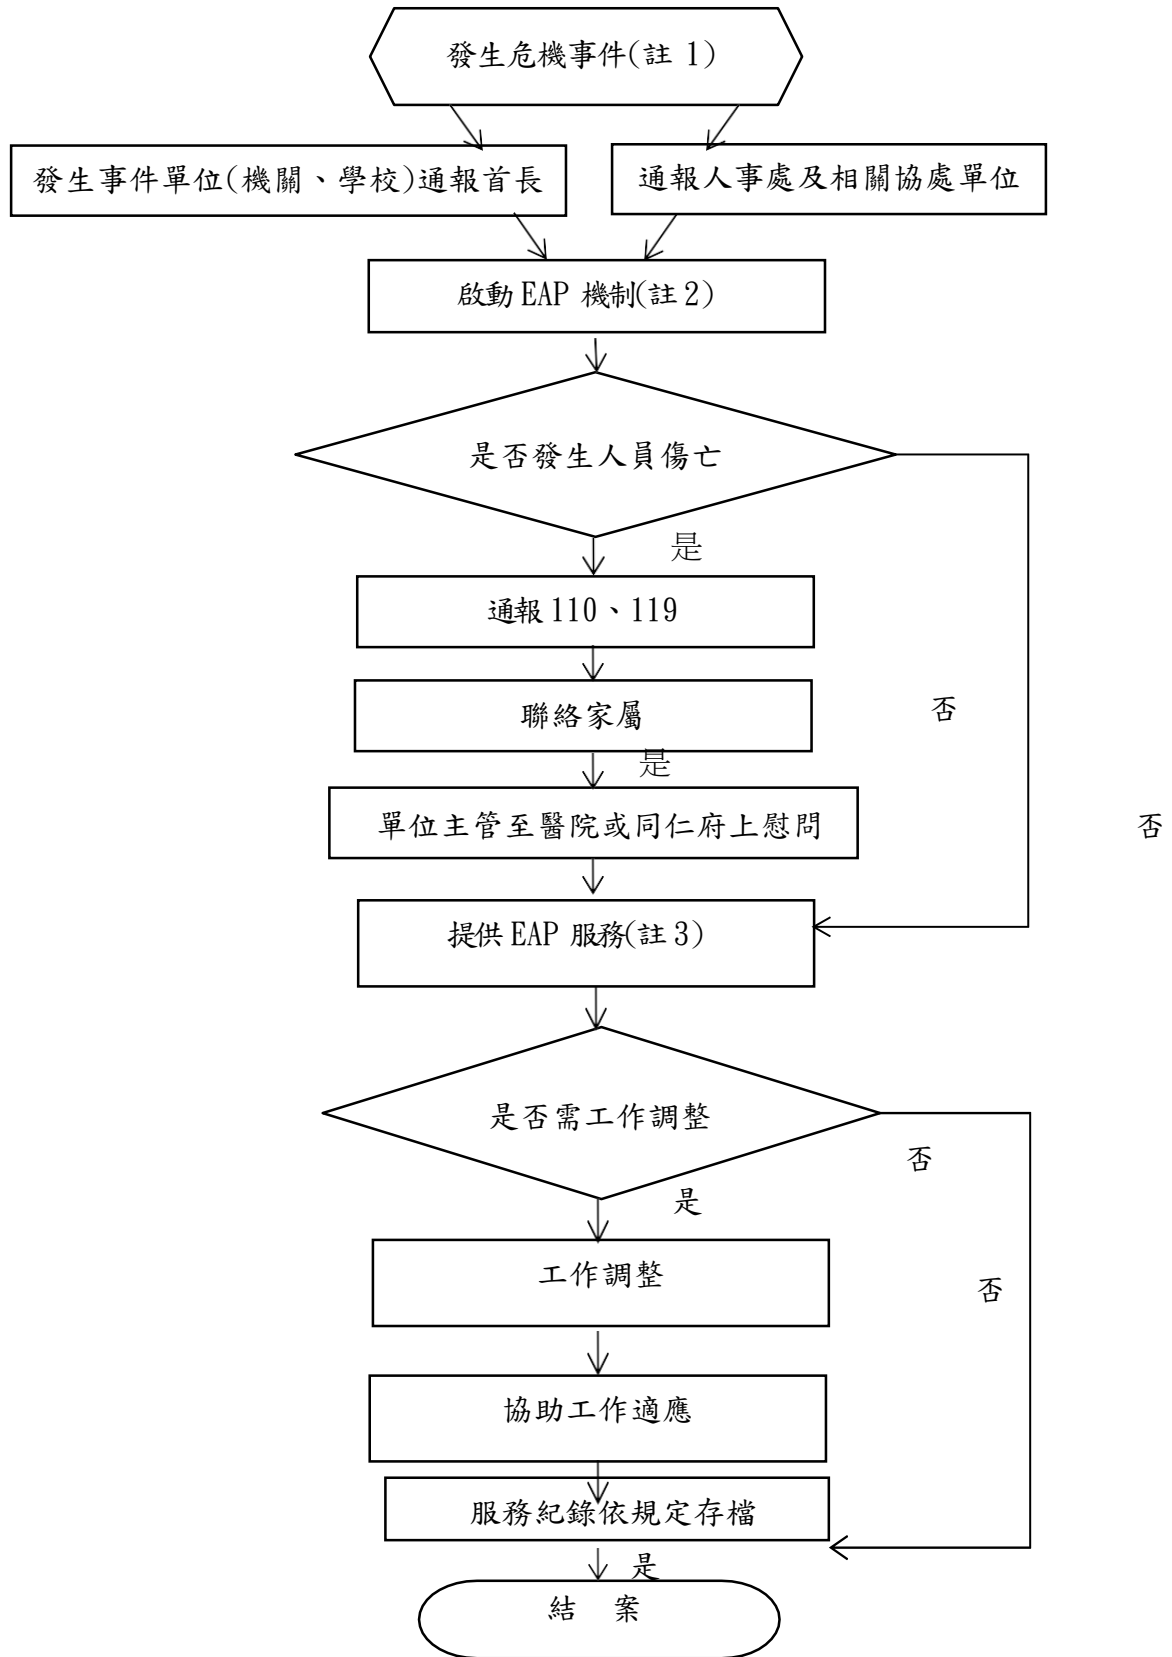 發生危機事件(註 1)
發生事件單位(機關、學校)通報首長
通報人事處及相關協處單位
啟動 EAP 機制(註 2)
是否發生人員傷亡
是
通報 110、119
聯絡家屬
否
是
單位主管至醫院或同仁府上慰問
否
提供 EAP 服務(註 3)
是否需工作調整
否
是
工作調整
否
協助工作適應
服務紀錄依規定存檔
是
結 案